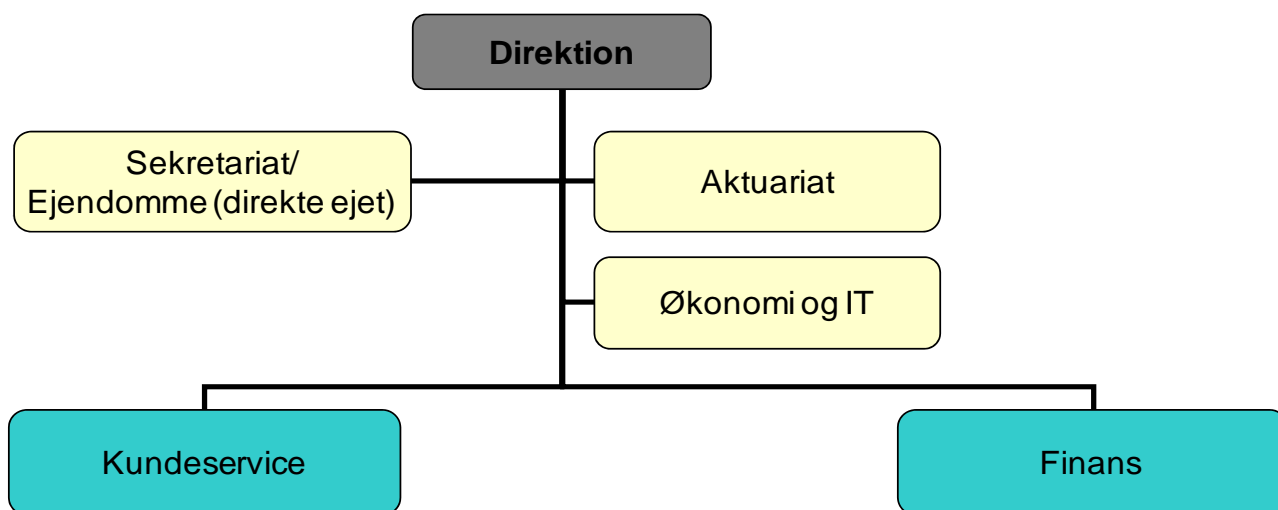 Direktion
Sekretariat/
Ejendomme (direkte ejet)
Aktuariat
Økonomi og IT
Kundeservice
Finans